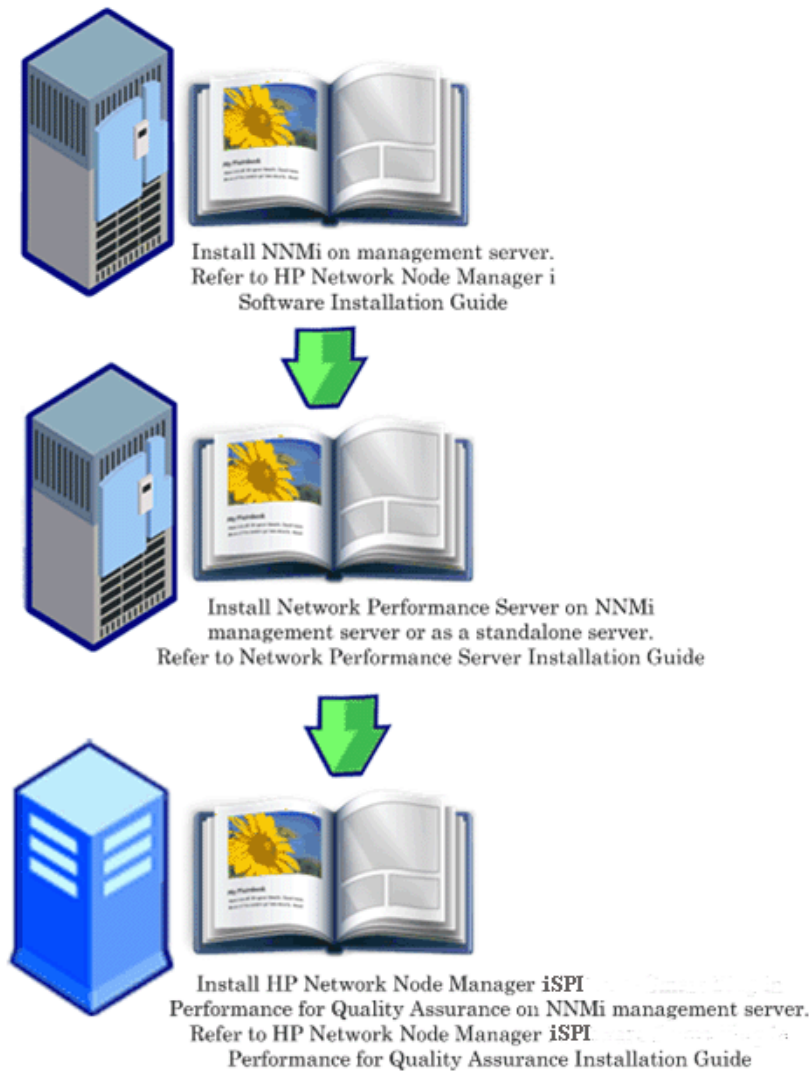 Install NNMi on management server.
Refer to HP Network Node Manager i
Software Installation Guide
Install Network Performance Server on NNMi
management server or as a standalone server.
Refer to Network Performance Server Installation Guide
Install HP Network Node Manager iSPI
Performance for Quality Assurance on NNMi management server.
Refer to HP Network Node Manager iSPI
Performance for Quality Assurance Installation Guide